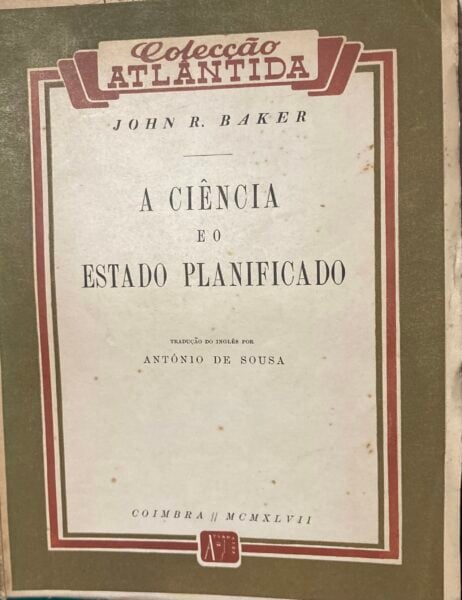 Colecção
ATLÂNTIDA
JOHN R. BAKER
A CIÊNCIA
E O
ESTADO PLANIFICADO
TRADUÇÃO DO INGLÊS POR
ANTÓNIO DE SOUSA
COIMBRA // MCMXLVII